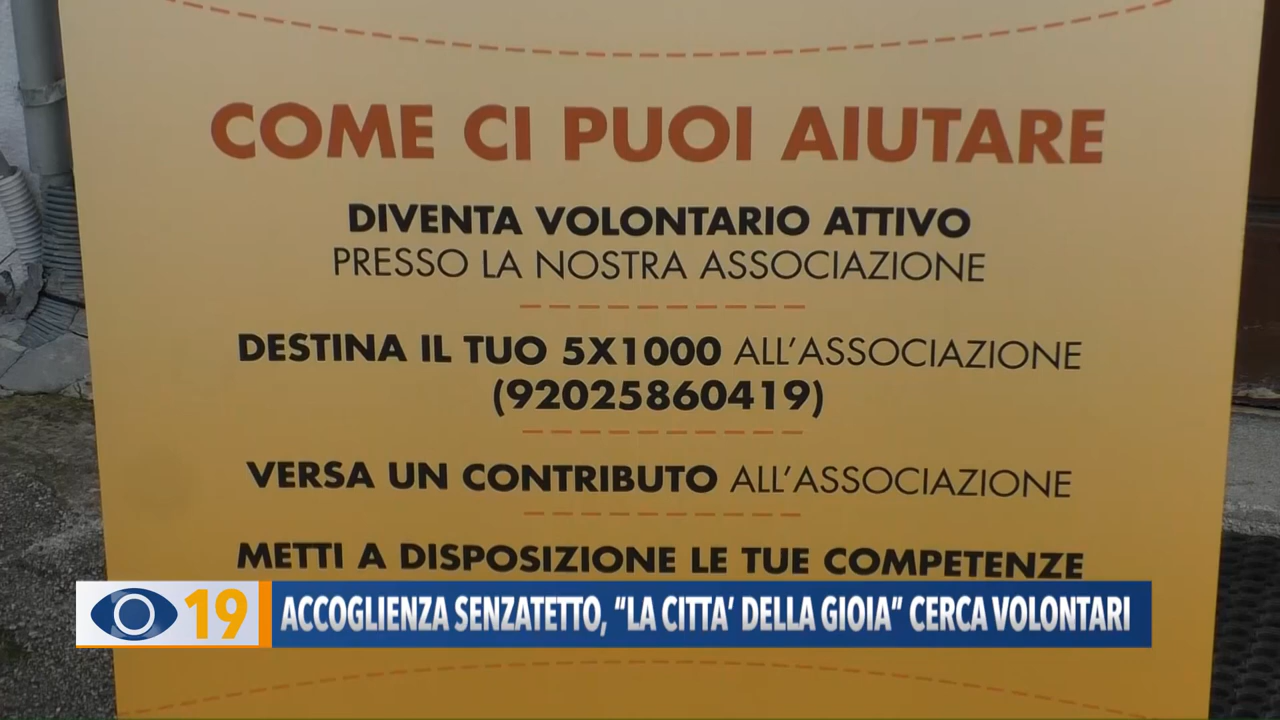 COME CI PUOI AIUTARE
DIVENTA VOLONTARIO ATTIVO
PRESSO LA NOSTRA ASSOCIAZIONE
DESTINA IL TUO 5X1000 ALL'ASSOCIAZIONE
(92025860419)
VERSA UN CONTRIBUTO ALL'ASSOCIAZIONE
METTI A DISPOSIZIONE LE TUE COMPETENZE
19 ACCOGLIENZA SENZATETTO, “LA CITTA’ DELLA GIOIA” CERCA VOLONTARI